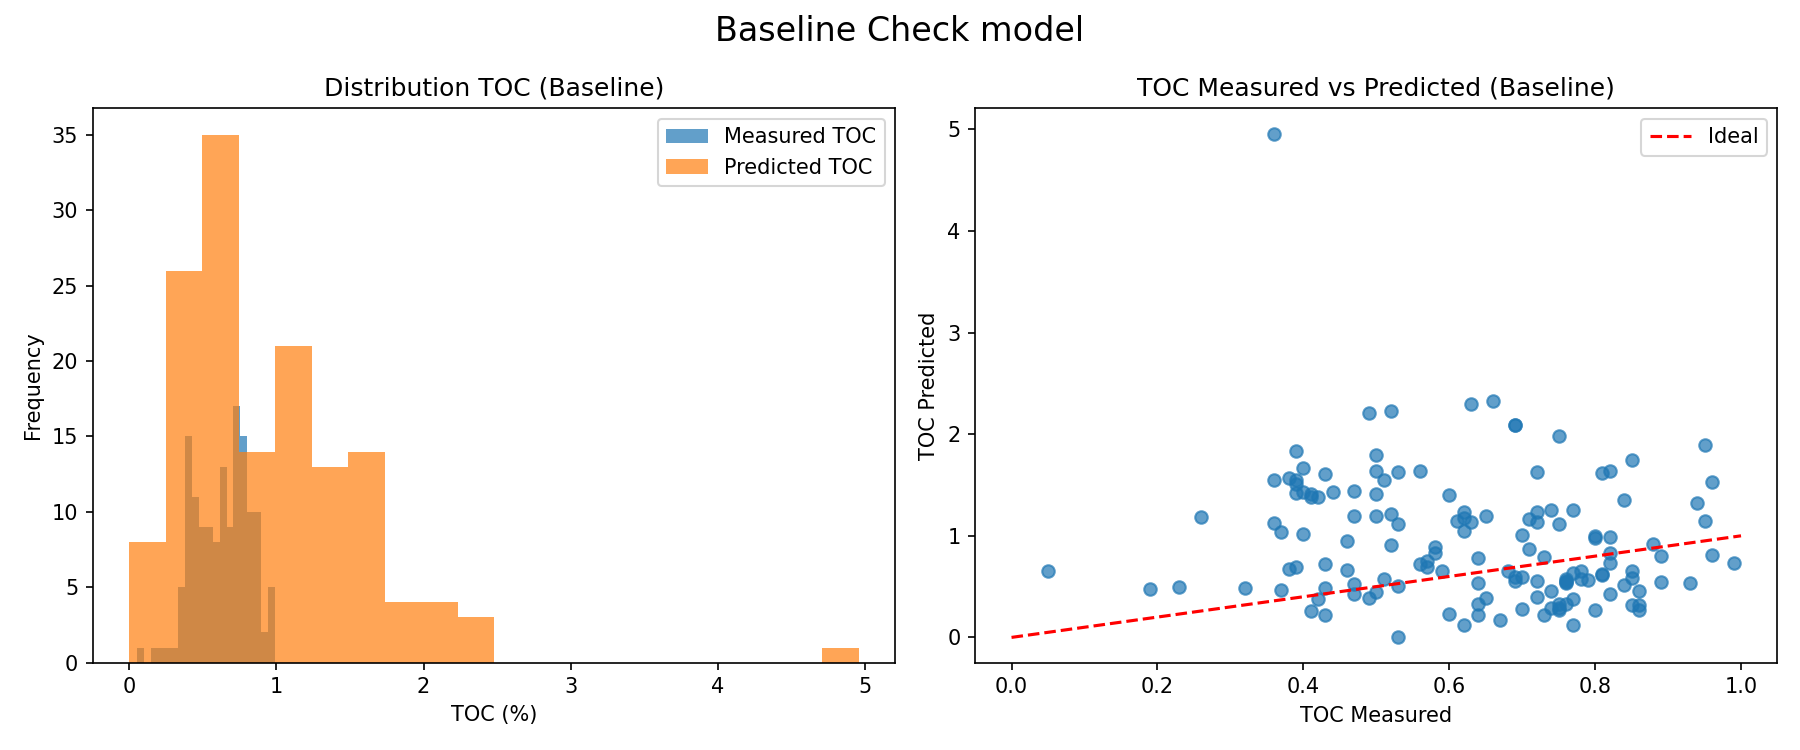 Baseline Check model
Distribution TOC (Baseline)
Measured TOC
Predicted TOC
35
30
25
20
15
10
5
0
Frequency
0 1 2 3 4 5
TOC (%)
TOC Measured vs Predicted (Baseline)
Ideal
5
4
3
2
1
0
TOC Predicted
0.0 0.2 0.4 0.6 0.8 1.0
TOC Measured